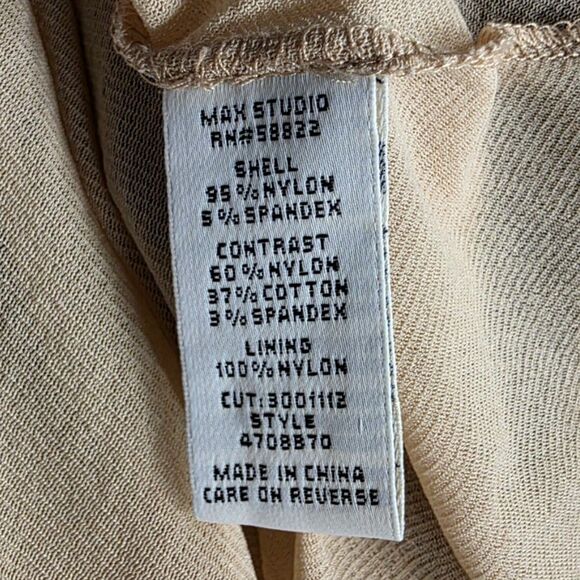 MAX STUDIO
RN#58822
SHELL
95%NYLON
5%SPANDEX
CONTRAST
60%NYLON
37%COTTON
3%SPANDEX
LINING
100%NYLON
CUT:3001112
STYLE
4708B70
MADE IN CHINA
CARE ON REVERSE